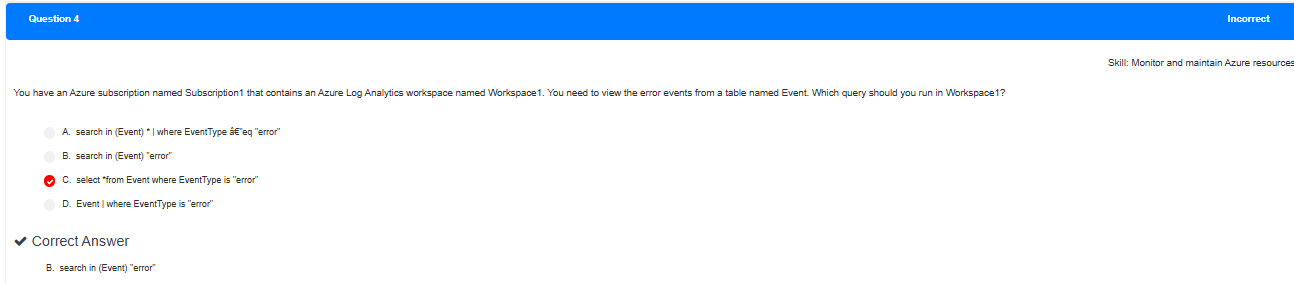 Question 4
Incorrect
Skill: Monitor and maintain Azure resources
You have an Azure subscription named Subscription1 that contains an Azure Log Analytics workspace named Workspace1. You need to view the error events from a table named Event. Which query should you run in Workspace1?
A. search in (Event) * | where EventType â€"eq "error"
B. search in (Event) "error"
C. select *from Event where EventType is "error"
D. Event | where EventType is "error"
Correct Answer
B. search in (Event) "error"